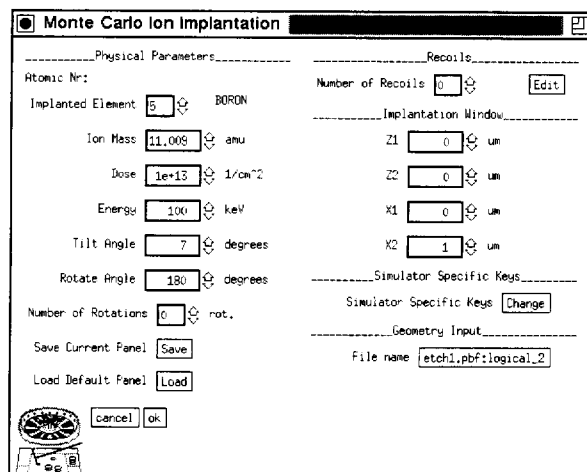 Monte Carlo Ion Implantation
Physical Parameters
Atomic Nr:
Implanted Element 5 BORON
Ion Mass 11.009 amu
Dose 1e+13 1/cm^2
Energy 100 keV
Tilt Angle 7 degrees
Rotate Angle 180 degrees
Number of Rotations 0 rot.
Save Current Panel Save
Load Default Panel Load
cancel ok
Recoils
Number of Recoils 0 Edit
Implantation Window
Z1 0 um
Z2 0 um
X1 0 um
X2 1 um
Simulator Specific Keys
Simulator Specific Keys Change
Geometry Input
File name etch1.pbf:logical_2